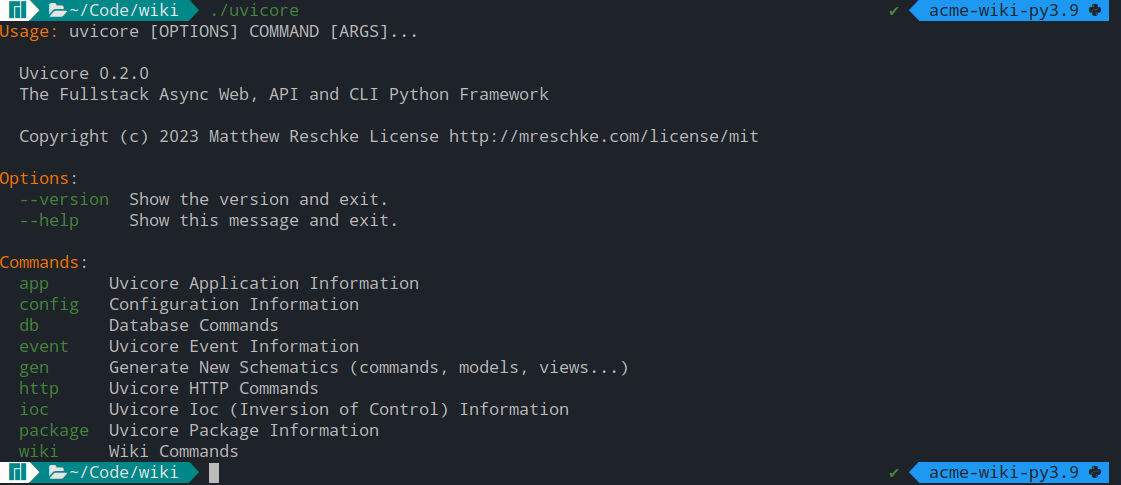 ~/Code/wiki ./uvicore ✔ acme-wiki-py3.9
Usage: uvicore [OPTIONS] COMMAND [ARGS]...
Uvicore 0.2.0
The Fullstack Async Web, API and CLI Python Framework
Copyright (c) 2023 Matthew Reschke License http://mreschke.com/license/mit
Options:
--version Show the version and exit.
--help Show this message and exit.
Commands:
app Uvicore Application Information
config Configuration Information
db Database Commands
event Uvicore Event Information
gen Generate New Schematics (commands, models, views...)
http Uvicore HTTP Commands
ioc Uvicore Ioc (Inversion of Control) Information
package Uvicore Package Information
wiki Wiki Commands
~/Code/wiki ✔ acme-wiki-py3.9